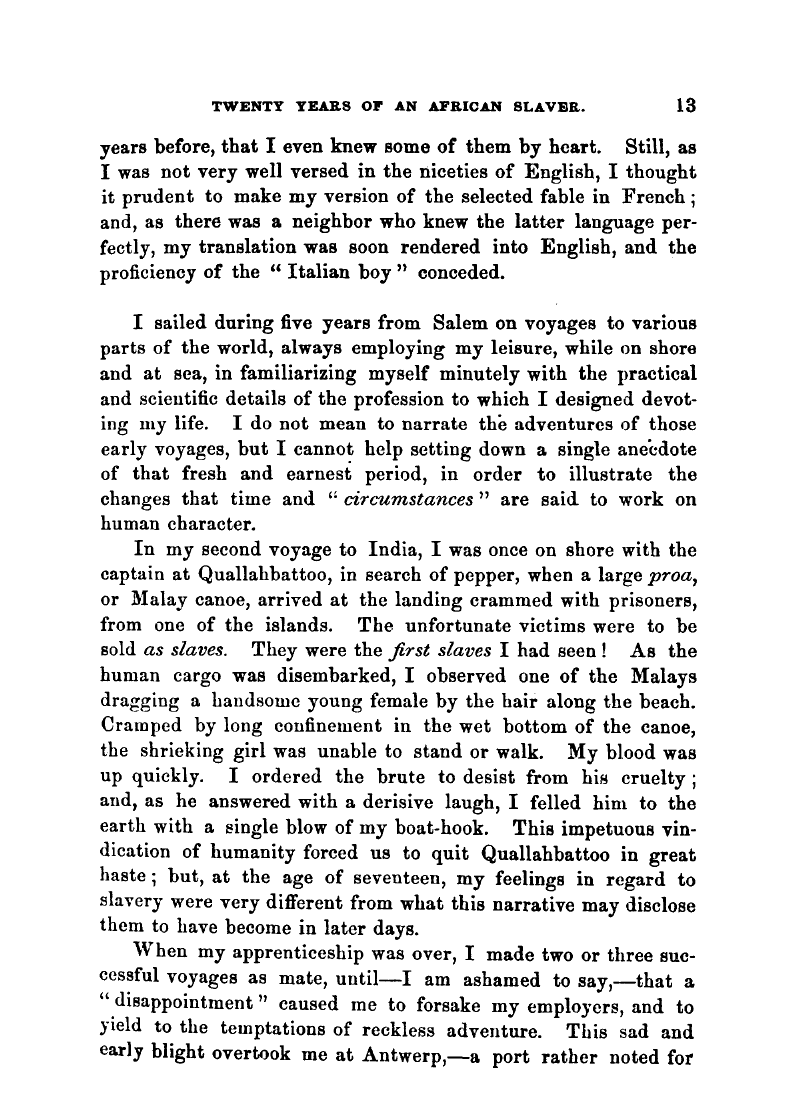 TWENTY YEARS OF AN AFRICAN SLAVER. 13
years before, that I even knew some of them by heart. Still, as
I was not very well versed in the niceties of English, I thought
it prudent to make my version of the selected fable in French ;
and, as there was a neighbor who knew the latter language per-
fectly, my translation was soon rendered into English, and the
proficiency of the “ Italian boy ” conceded.
I sailed during five years from Salem on voyages to various
parts of the world, always employing my leisure, while on shore
and at sea, in familiarizing myself minutely with the practical
and scientific details of the profession to which I designed devot-
ing my life. I do not mean to narrate the adventures of those
early voyages, but I cannot help setting down a single anecdote
of that fresh and earnest period, in order to illustrate the
changes that time and “ circumstances ” are said to work on
human character.
In my second voyage to India, I was once on shore with the
captain at Quallahbattoo, in search of pepper, when a large proa,
or Malay canoe, arrived at the landing crammed with prisoners,
from one of the islands. The unfortunate victims were to be
sold as slaves. They were the first slaves I had seen ! As the
human cargo was disembarked, I observed one of the Malays
dragging a handsome young female by the hair along the beach.
Cramped by long confinement in the wet bottom of the canoe,
the shrieking girl was unable to stand or walk. My blood was
up quickly. I ordered the brute to desist from his cruelty ;
and, as he answered with a derisive laugh, I felled him to the
earth with a single blow of my boat-hook. This impetuous vin-
dication of humanity forced us to quit Quallahbattoo in great
haste ; but, at the age of seventeen, my feelings in regard to
slavery were very different from what this narrative may disclose
them to have become in later days.
When my apprenticeship was over, I made two or three suc-
cessful voyages as mate, until—I am ashamed to say,—that a
“ disappointment ” caused me to forsake my employers, and to
yield to the temptations of reckless adventure. This sad and
early blight overtook me at Antwerp,—a port rather noted for